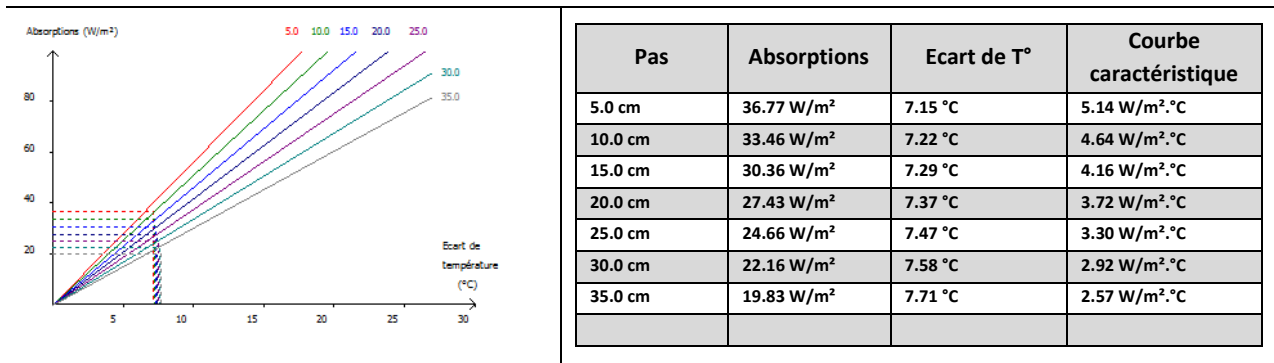 Absorptions (W/m²)
5.0 10.0 15.0 20.0 25.0
30.0
35.0
80
60
40
20
Ecart de
température
(°C)
5 10 15 20 25 30
Pas Absorptions Ecart de T° Courbe
caractéristique
5.0 cm 36.77 W/m² 7.15 °C 5.14 W/m².°C
10.0 cm 33.46 W/m² 7.22 °C 4.64 W/m².°C
15.0 cm 30.36 W/m² 7.29 °C 4.16 W/m².°C
20.0 cm 27.43 W/m² 7.37 °C 3.72 W/m².°C
25.0 cm 24.66 W/m² 7.47 °C 3.30 W/m².°C
30.0 cm 22.16 W/m² 7.58 °C 2.92 W/m².°C
35.0 cm 19.83 W/m² 7.71 °C 2.57 W/m².°C